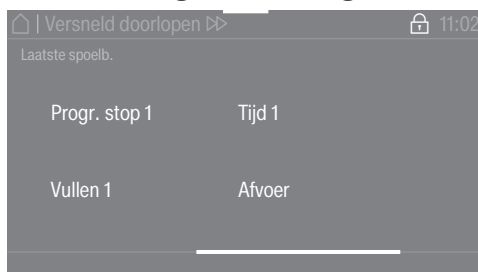 | Versneld doorlopen 11:02
Laatste spoelb.
Progr. stop 1 Tijd 1
Vullen 1 Afvoer